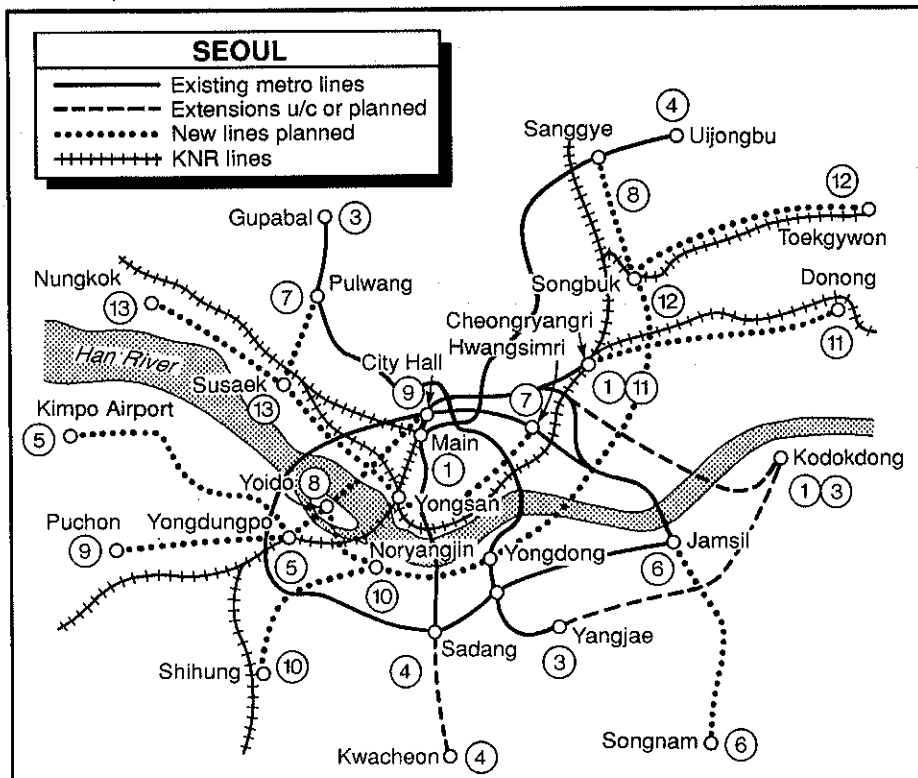 SEOUL
Existing metro lines
Extensions u/c or planned
New lines planned
KNR lines
4
Sanggye
Uijongbu
8
12
Gupabal 3
Toekgywon
Nungkok
13
7
Pulwang
Songbuk
12
Donong
11
Cheongryangri
Hwangsimri
City Hall
9
7
1 11
Han River
Susaek
13
Kimpo Airport
5
Main
1
Kodokdong
1 3
Yoido 8
Yongsan
Puchon
9
Yongdungpo
5
Noryangjin
10
Yongdong
Jamsil
6
Sadang
4
Yangjae
3
Shihung 10
Kwacheon 4
Songnam 6